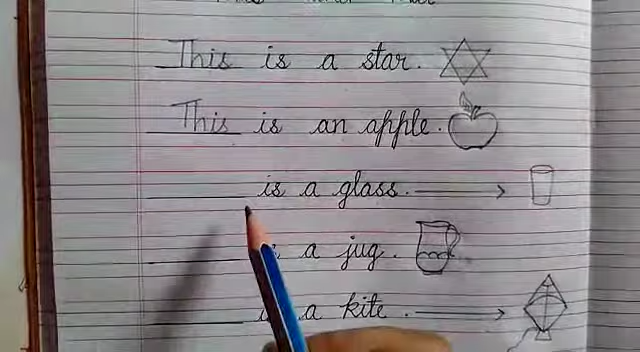 This is a star.
This is an apple.
is a glass.
a jug.
a kite